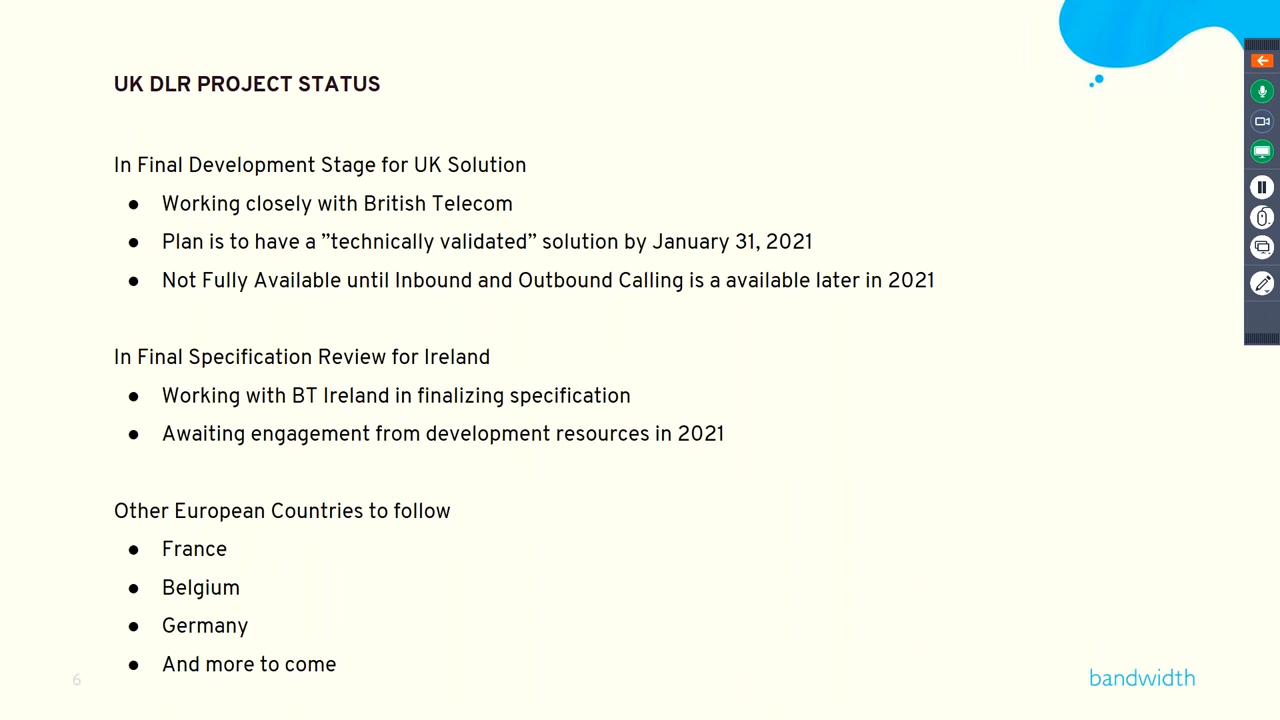 UK DLR PROJECT STATUS
In Final Development Stage for UK Solution
● Working closely with British Telecom
● Plan is to have a ”technically validated” solution by January 31, 2021
● Not Fully Available until Inbound and Outbound Calling is a available later in 2021
In Final Specification Review for Ireland
● Working with BT Ireland in finalizing specification
● Awaiting engagement from development resources in 2021
Other European Countries to follow
● France
● Belgium
● Germany
● And more to come
6
bandwidth